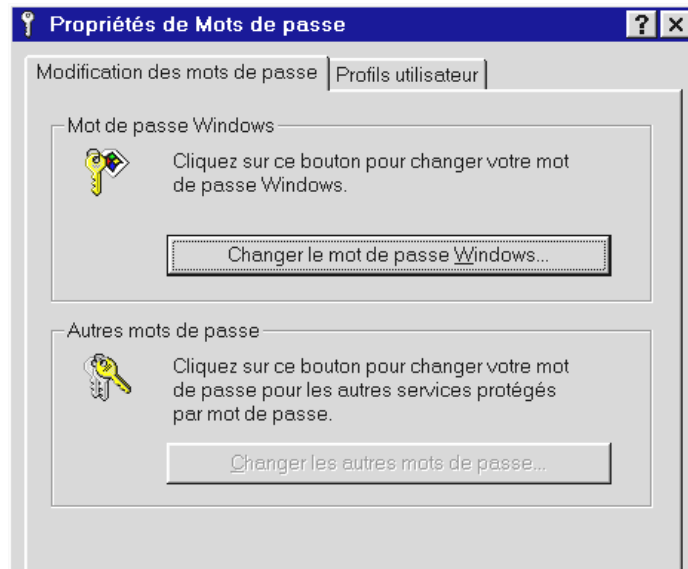 Propriétés de Mots de passe
Modification des mots de passe
Profils utilisateur
Mot de passe Windows
Cliquez sur ce bouton pour changer votre mot
de passe Windows.
Changer le mot de passe Windows...
Autres mots de passe
Cliquez sur ce bouton pour changer votre mot
de passe pour les autres services protégés
par mot de passe.
Changer les autres mots de passe...